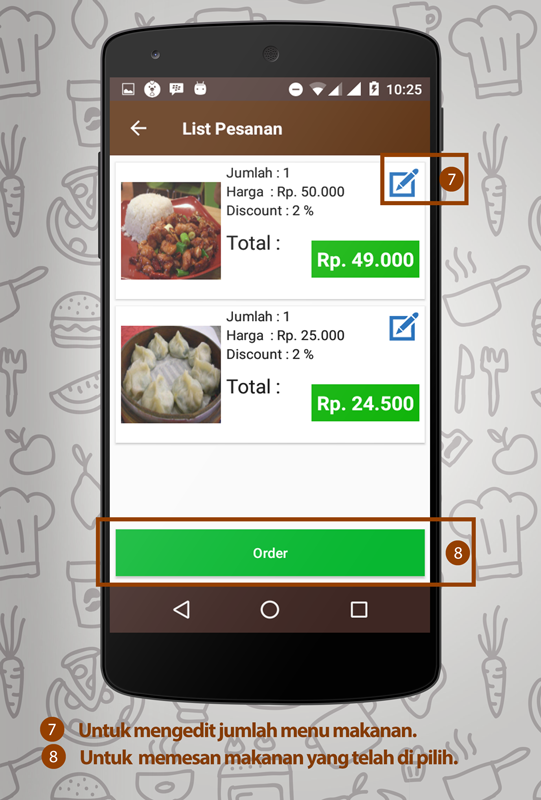 10:25
List Pesanan
Jumlah : 1
Harga : Rp. 50.000
Discount : 2 %
Total :
Rp. 49.000
7
Jumlah : 1
Harga : Rp. 25.000
Discount : 2 %
Total :
Rp. 24.500
Order
8
7 Untuk mengedit jumlah menu makanan.
8 Untuk memesan makanan yang telah di pilih.